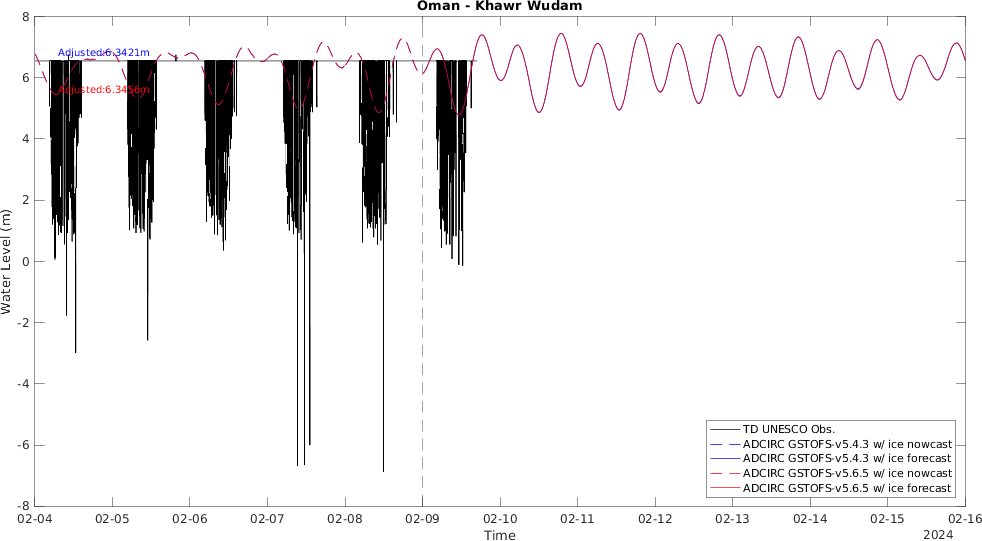 Oman - Khawr Wudam
8
6
4
2
0
-2
-4
-6
-8
Water Level (m)
Adjusted:6.3421m
Adjusted:6.3456m
TD UNESCO Obs.
ADCIRC GSTOFS-v5.4.3 w/ ice nowcast
ADCIRC GSTOFS-v5.4.3 w/ ice forecast
ADCIRC GSTOFS-v5.6.5 w/ ice nowcast
ADCIRC GSTOFS-v5.6.5 w/ ice forecast
02-04 02-05 02-06 02-07 02-08 02-09 02-10 02-11 02-12 02-13 02-14 02-15 02-16
Time
2024